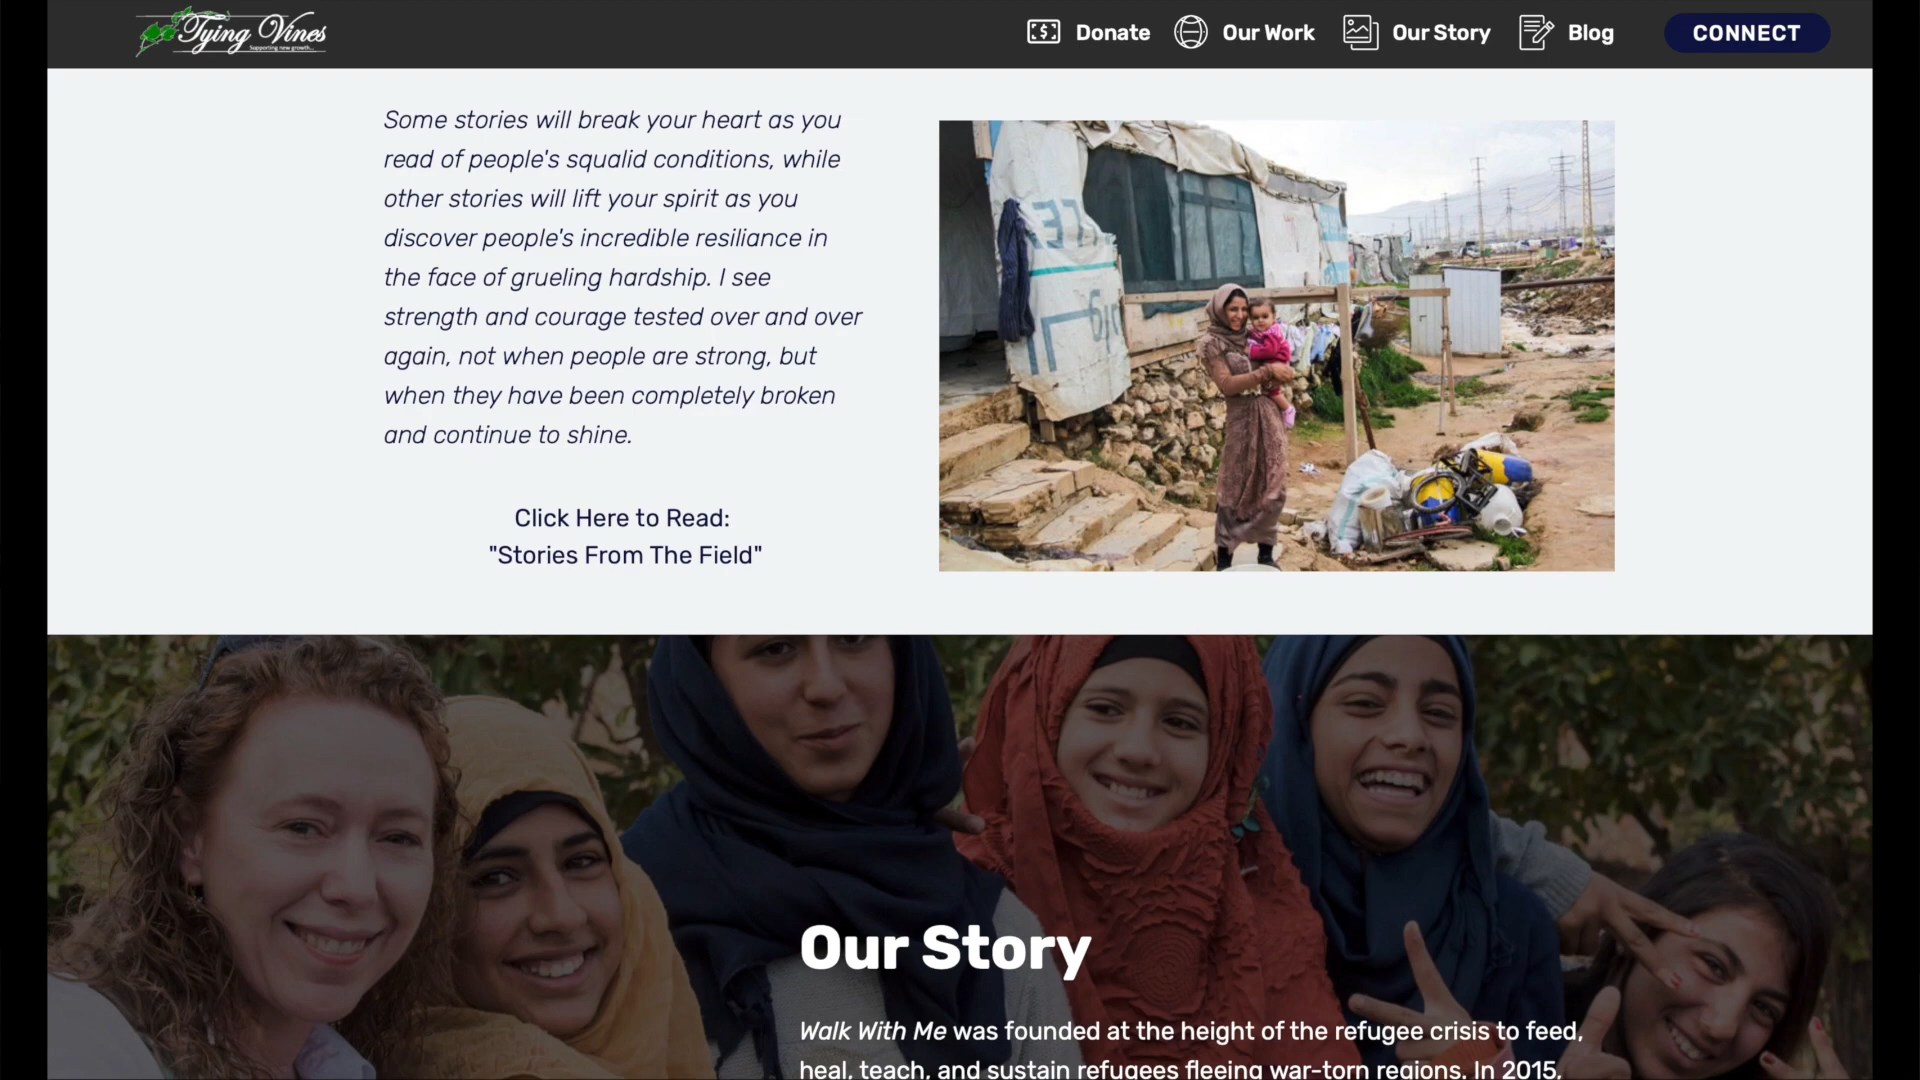 Tying Vines
Supporting new growth...
Donate
Our Work
Our Story
Blog
CONNECT
Some stories will break your heart as you
read of people's squalid conditions, while
other stories will lift your spirit as you
discover people's incredible resiliance in
the face of grueling hardship. I see
strength and courage tested over and over
again, not when people are strong, but
when they have been completely broken
and continue to shine.
Click Here to Read:
"Stories From The Field"
Our Story
Walk With Me was founded at the height of the refugee crisis to feed,
heal, teach, and sustain refugees fleeing war-torn regions. In 2015,